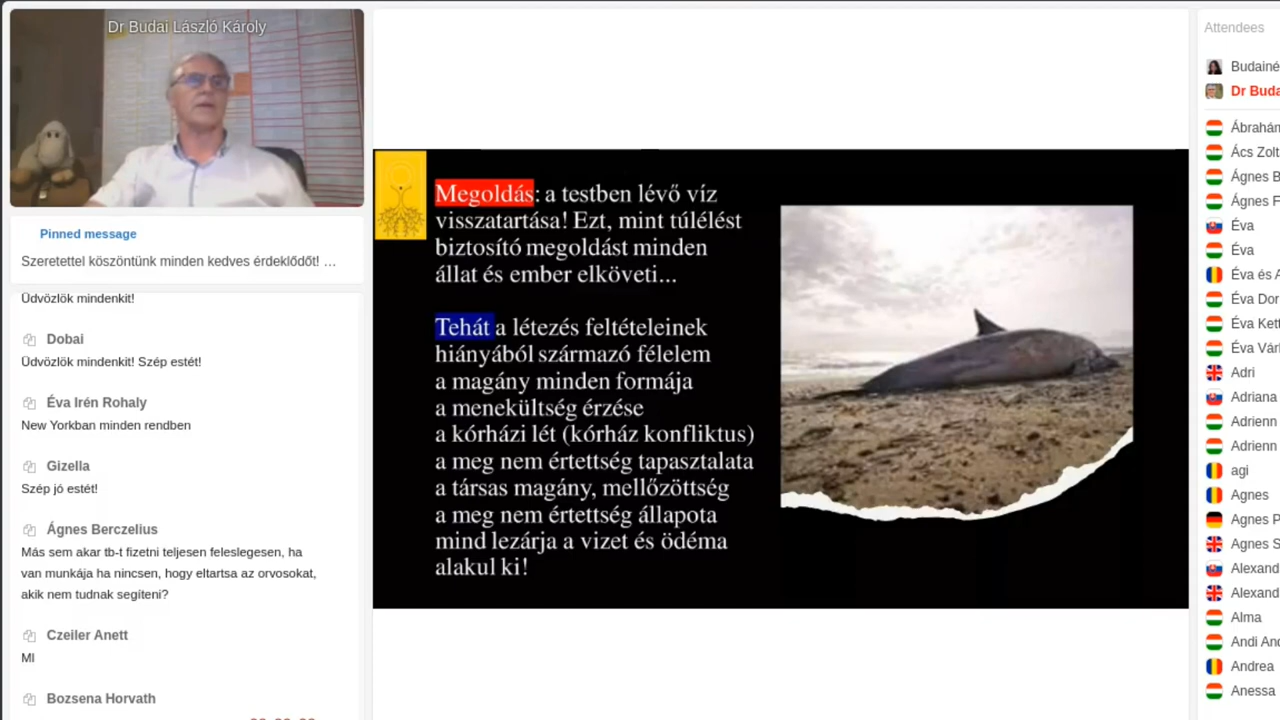 Dr Budai László Károly
Pinned message
Szeretettel köszöntünk minden kedves érdeklődőt! …
Üdvözlök mindenkit!
Dobai
Üdvözlök mindenkit! Szép estét!
Éva Irén Rohaly
New Yorkban minden rendben
Gizella
Szép jó estét!
Ágnes Berczelius
Más sem akar tb-t fizetni teljesen feleslegesen, ha
van munkája ha nincsen, hogy eltartsa az orvosokat,
akik nem tudnak segíteni?
Czeiler Anett
MI
Bozsena Horvath
Megoldás: a testben lévő víz
visszatartása! Ezt, mint túlélést
biztosító megoldást minden
állat és ember elköveti...
Tehát a létezés feltételeinek
hiányából származó félelem
a magány minden formája
a menekültség érzése
a kórházi lét (kórház konfliktus)
a meg nem értettség tapasztalata
a társas magány, mellőzöttség
a meg nem értettség állapota
mind lezárja a vizet és ödéma
alakul ki!
Attendees
Budainé
Dr Buda
Ábrahám
Ács Zolt
Ágnes B
Ágnes F
Éva
Éva
Éva és A
Éva Dor
Éva Kett
Éva Vár
Adri
Adriana
Adrienn
Adrienn
agi
Agnes
Agnes P
Agnes S
Alexand
Alexand
Alma
Andi And
Andrea
Anessa